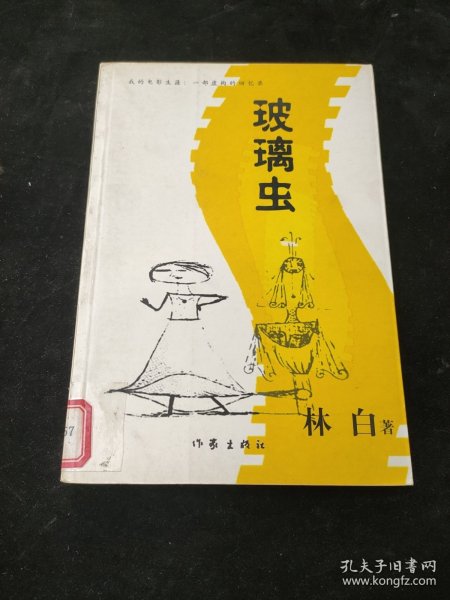 我的电影生涯：一部虚构的回忆录
玻璃虫
林白著
作家出版社
57
孔夫子旧书网
www.kongfz.com